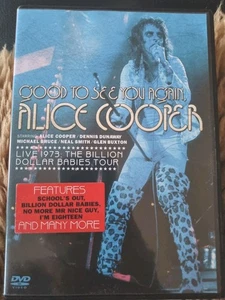 GOOD TO SEE YOU AGAIN,
ALICE COOPER
STARRING ALICE COOPER / DENNIS DUNAWAY
MICHAEL BRUCE / NEAL SMITH / GLEN BUXTON
LIVE 1973: THE BILLION
DOLLAR BABIES TOUR
FEATURES
SCHOOL'S OUT,
BILLION DOLLAR BABIES,
NO MORE MR NICE GUY,
I'M EIGHTEEN
AND MANY MORE
DVD
VIDEO